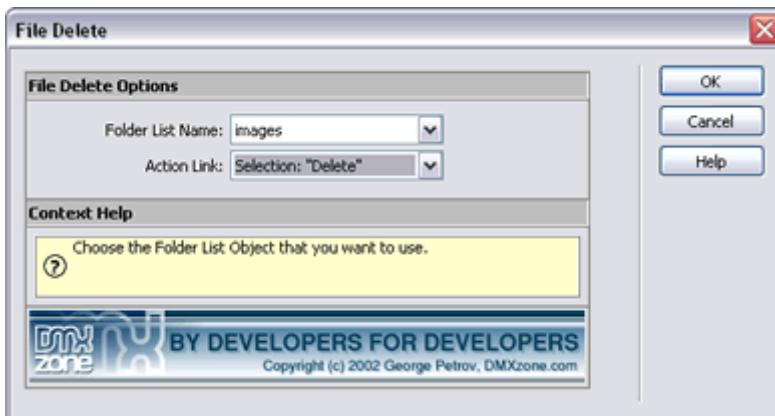 File Delete
File Delete Options
OK
Folder List Name: images
Cancel
Action Link: Selection: "Delete"
Help
Context Help
Choose the Folder List Object that you want to use.
DMX zone BY DEVELOPERS FOR DEVELOPERS
Copyright (c) 2002 George Petrov, DMXzone.com